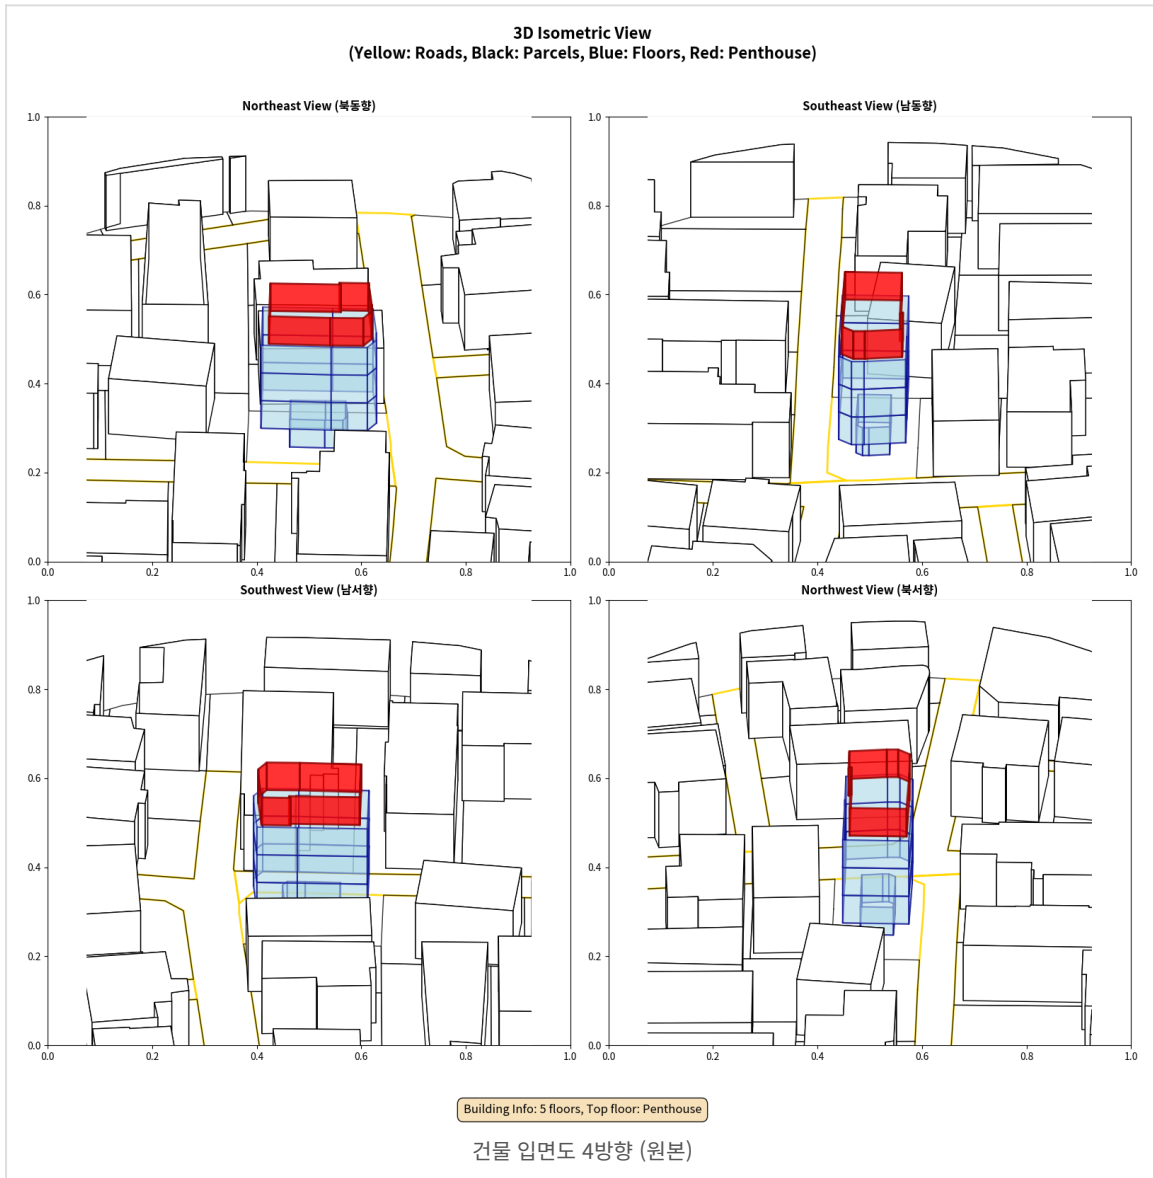 3D Isometric View
(Yellow: Roads, Black: Parcels, Blue: Floors, Red: Penthouse)
Northeast View (북동향)
1.0
0.8
0.6
0.4
0.2
0.0
0.0 0.2 0.4 0.6 0.8 1.0
Southeast View (남동향)
1.0
0.8
0.6
0.4
0.2
0.0
0.0 0.2 0.4 0.6 0.8 1.0
Southwest View (남서향)
1.0
0.8
0.6
0.4
0.2
0.0
0.0 0.2 0.4 0.6 0.8 1.0
Northwest View (북서향)
1.0
0.8
0.6
0.4
0.2
0.0
0.0 0.2 0.4 0.6 0.8 1.0
Building Info: 5 floors, Top floor: Penthouse
건물 입면도 4방향 (원본)